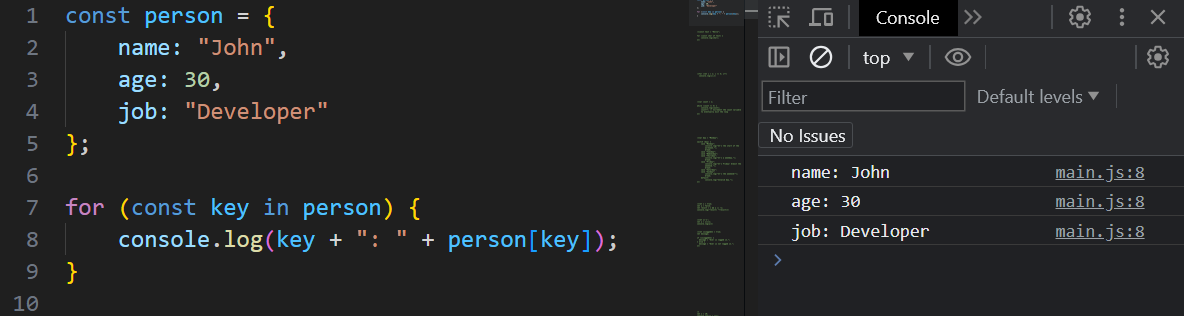 1 const person = {
2     name: "John",
3     age: 30,
4     job: "Developer"
5 };
6
7 for (const key in person) {
8     console.log(key + ": " + person[key]);
9 }
10
Console
top
Filter
Default levels
No Issues
name: John main.js:8
age: 30 main.js:8
job: Developer main.js:8